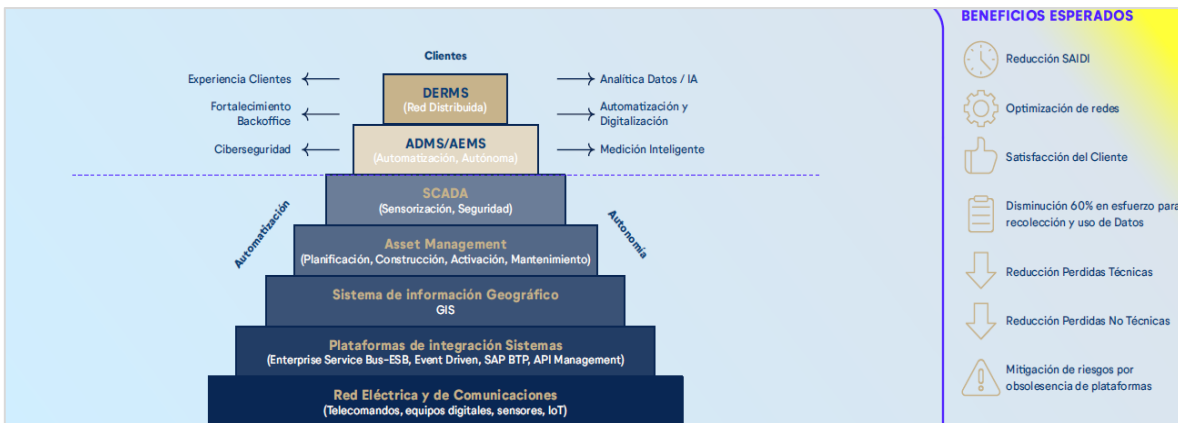 Clientes
Experiencia Clientes
Fortalecimiento
Backoffice
Ciberseguridad
DERMS
(Red Distribuida)
ADMS/AEMS
(Automatización, Autónoma)
Analítica Datos / IA
Automatización y
Digitalización
Medición Inteligente
Automatización
Autonomía
SCADA
(Sensorización, Seguridad)
Asset Management
(Planificación, Construcción, Activación, Mantenimiento)
Sistema de información Geográfico
GIS
Plataformas de integración Sistemas
(Enterprise Service Bus-ESB, Event Driven, SAP BTP, API Management)
Red Eléctrica y de Comunicaciones
(Telecomandos, equipos digitales, sensores, IoT)
BENEFICIOS ESPERADOS
Reducción SAIDI
Optimización de redes
Satisfacción del Cliente
Disminución 60% en esfuerzo para
recolección y uso de Datos
Reducción Perdidas Técnicas
Reducción Perdidas No Técnicas
Mitigación de riesgos por
obsolesencia de plataformas